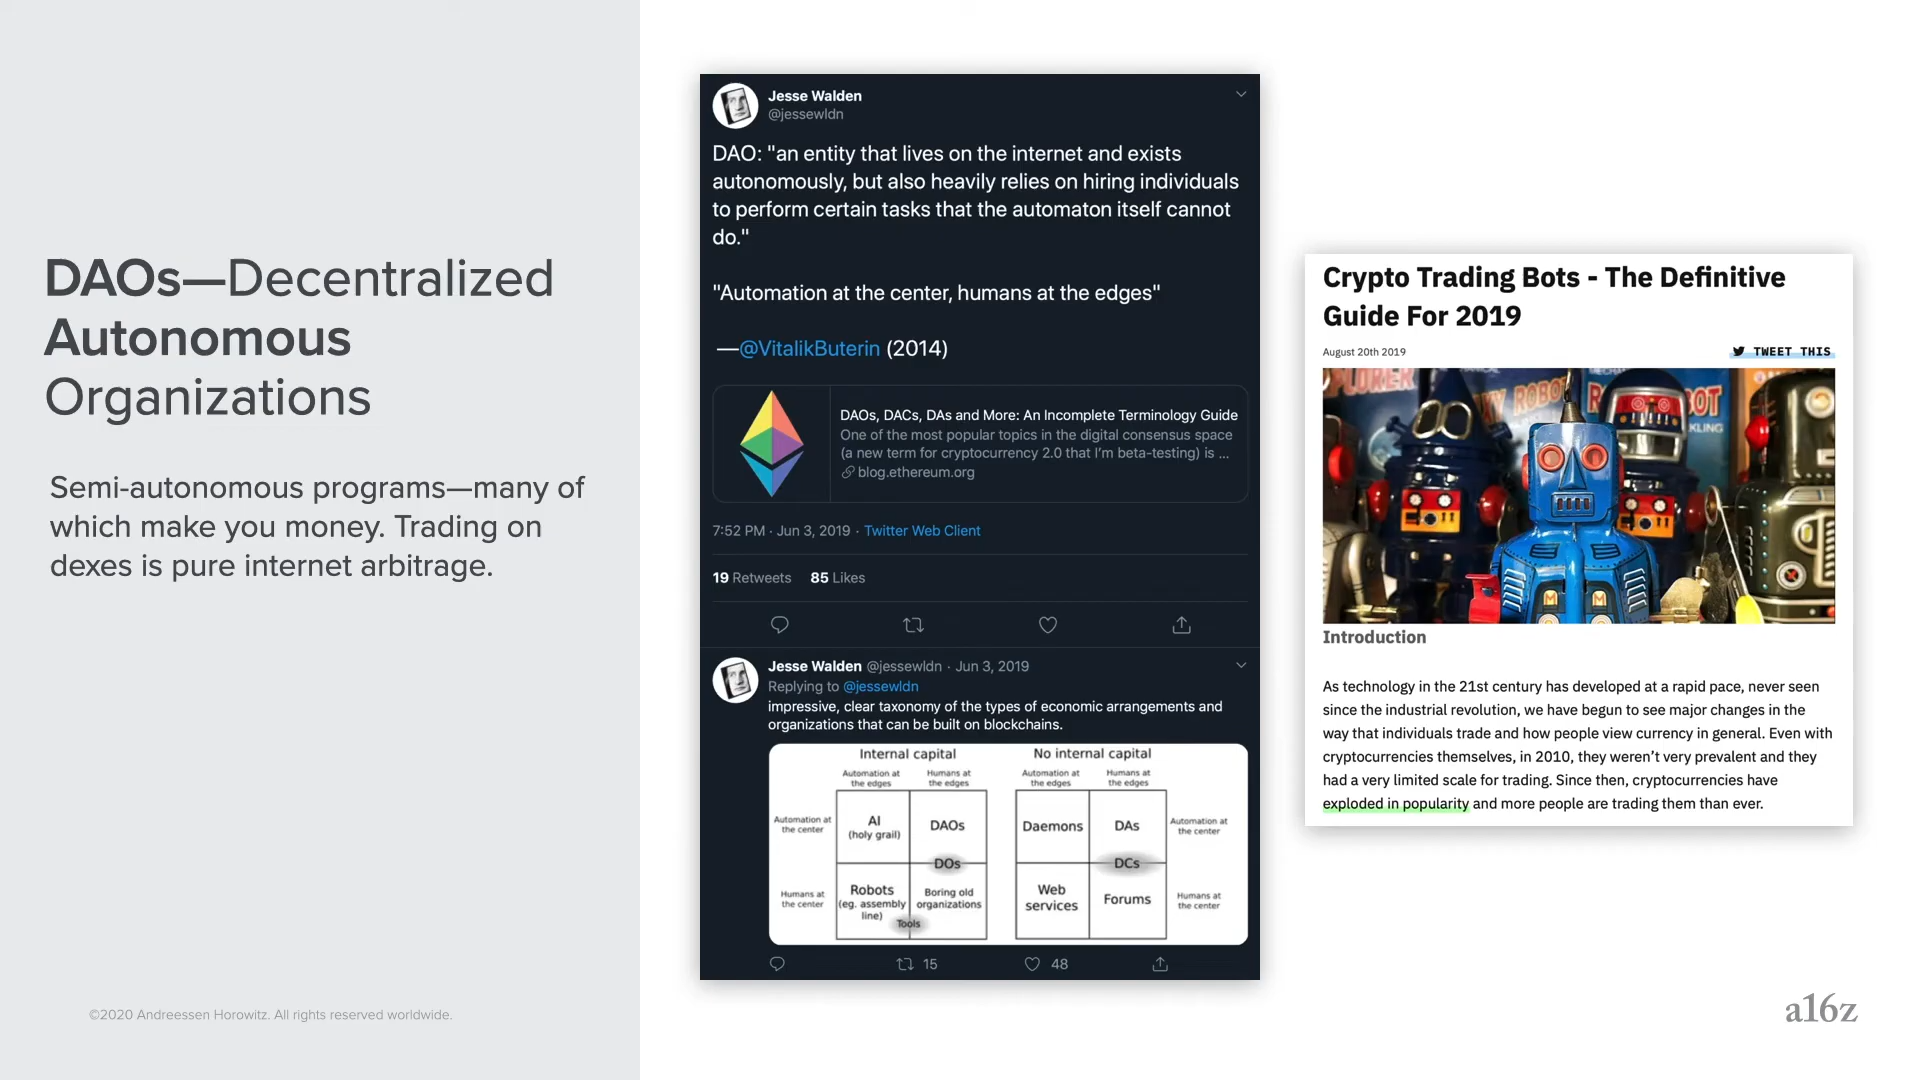 DAOs—Decentralized
Autonomous
Organizations
Semi-autonomous programs—many of
which make you money. Trading on
dexes is pure internet arbitrage.
©2020 Andreessen Horowitz. All rights reserved worldwide.
Jesse Walden
@jessewldn
DAO: "an entity that lives on the internet and exists
autonomously, but also heavily relies on hiring individuals
to perform certain tasks that the automaton itself cannot
do."
"Automation at the center, humans at the edges"
—@VitalikButerin (2014)
DAOs, DACs, DAs and More: An Incomplete Terminology Guide
One of the most popular topics in the digital consensus space
(a new term for cryptocurrency 2.0 that I'm beta-testing) is ...
blog.ethereum.org
7:52 PM · Jun 3, 2019 · Twitter Web Client
19 Retweets 85 Likes
Jesse Walden @jessewldn · Jun 3, 2019
Replying to @jessewldn
impressive, clear taxonomy of the types of economic arrangements and
organizations that can be built on blockchains.
Internal capital No internal capital
Automation at Humans at Automation at Humans at
the edges the edges the edges the edges
Automation at
the center
AI
(holy grail)
DAOs
Daemons
DAs
Automation at
the center
DOs
DCs
Humans at
the center
Robots
(eg. assembly
line)
Boring old
organizations
Tools
Web
services
Forums
Humans at
the center
15 48
Crypto Trading Bots - The Definitive
Guide For 2019
August 20th 2019 TWEET THIS
PLORER
KY ROBO
BOT
KLING
M M
Introduction
As technology in the 21st century has developed at a rapid pace, never seen
since the industrial revolution, we have begun to see major changes in the
way that individuals trade and how people view currency in general. Even with
cryptocurrencies themselves, in 2010, they weren't very prevalent and they
had a very limited scale for trading. Since then, cryptocurrencies have
exploded in popularity and more people are trading them than ever.
a16z